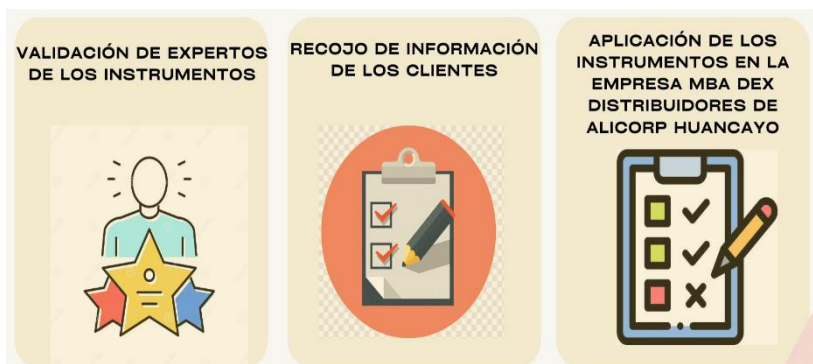 VALIDACIÓN DE EXPERTOS
DE LOS INSTRUMENTOS
RECOJO DE INFORMACIÓN
DE LOS CLIENTES
APLICACIÓN DE LOS
INSTRUMENTOS EN LA
EMPRESA MBA DEX
DISTRIBUIDORES DE
ALICORP HUANCAYO